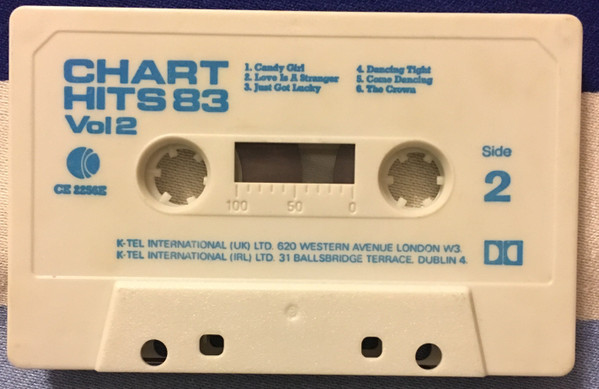 CHART
HITS 83
Vol 2
1. Candy Girl
2. Love Is A Stranger
3. Just Got Lucky
4. Dancing Tight
5. Come Dancing
6. The Crown
CE 2256E
Side
2
100 50 0
K-TEL INTERNATIONAL (UK) LTD. 620 WESTERN AVENUE LONDON W3.
K-TEL INTERNATIONAL (IRL) LTD. 31 BALLSBRIDGE TERRACE, DUBLIN 4.